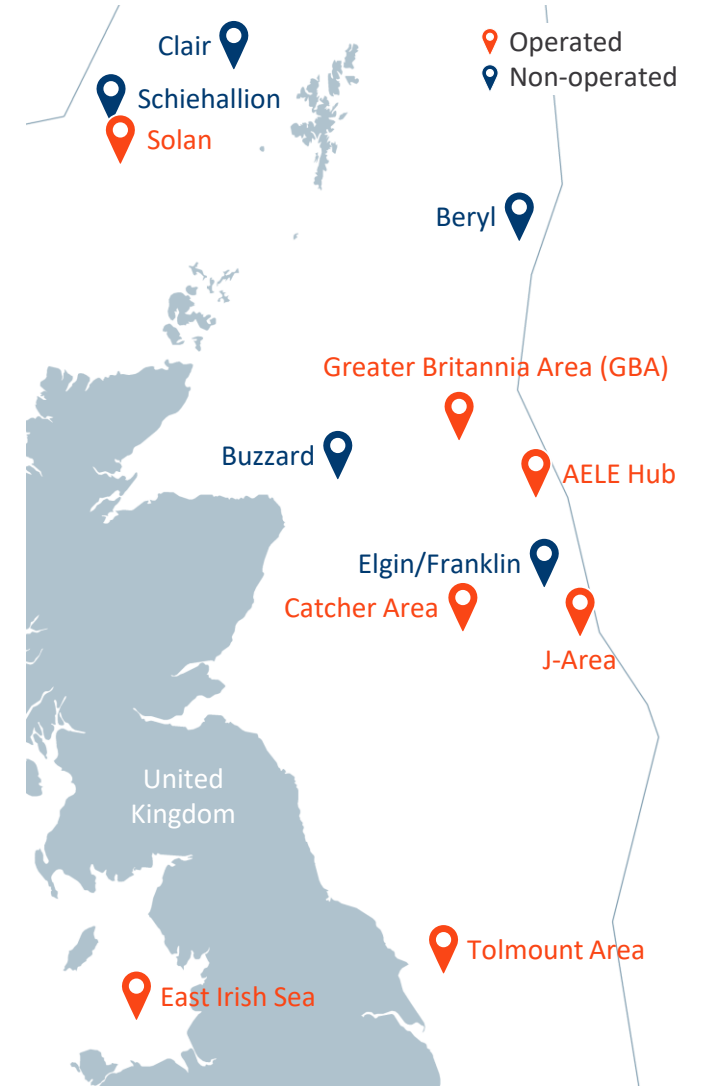 Clair
Operated
Non-operated
Schiehallion
Solan
Beryl
Greater Britannia Area (GBA)
Buzzard
AELE Hub
Elgin/Franklin
Catcher Area
J-Area
United
Kingdom
Tolmount Area
East Irish Sea